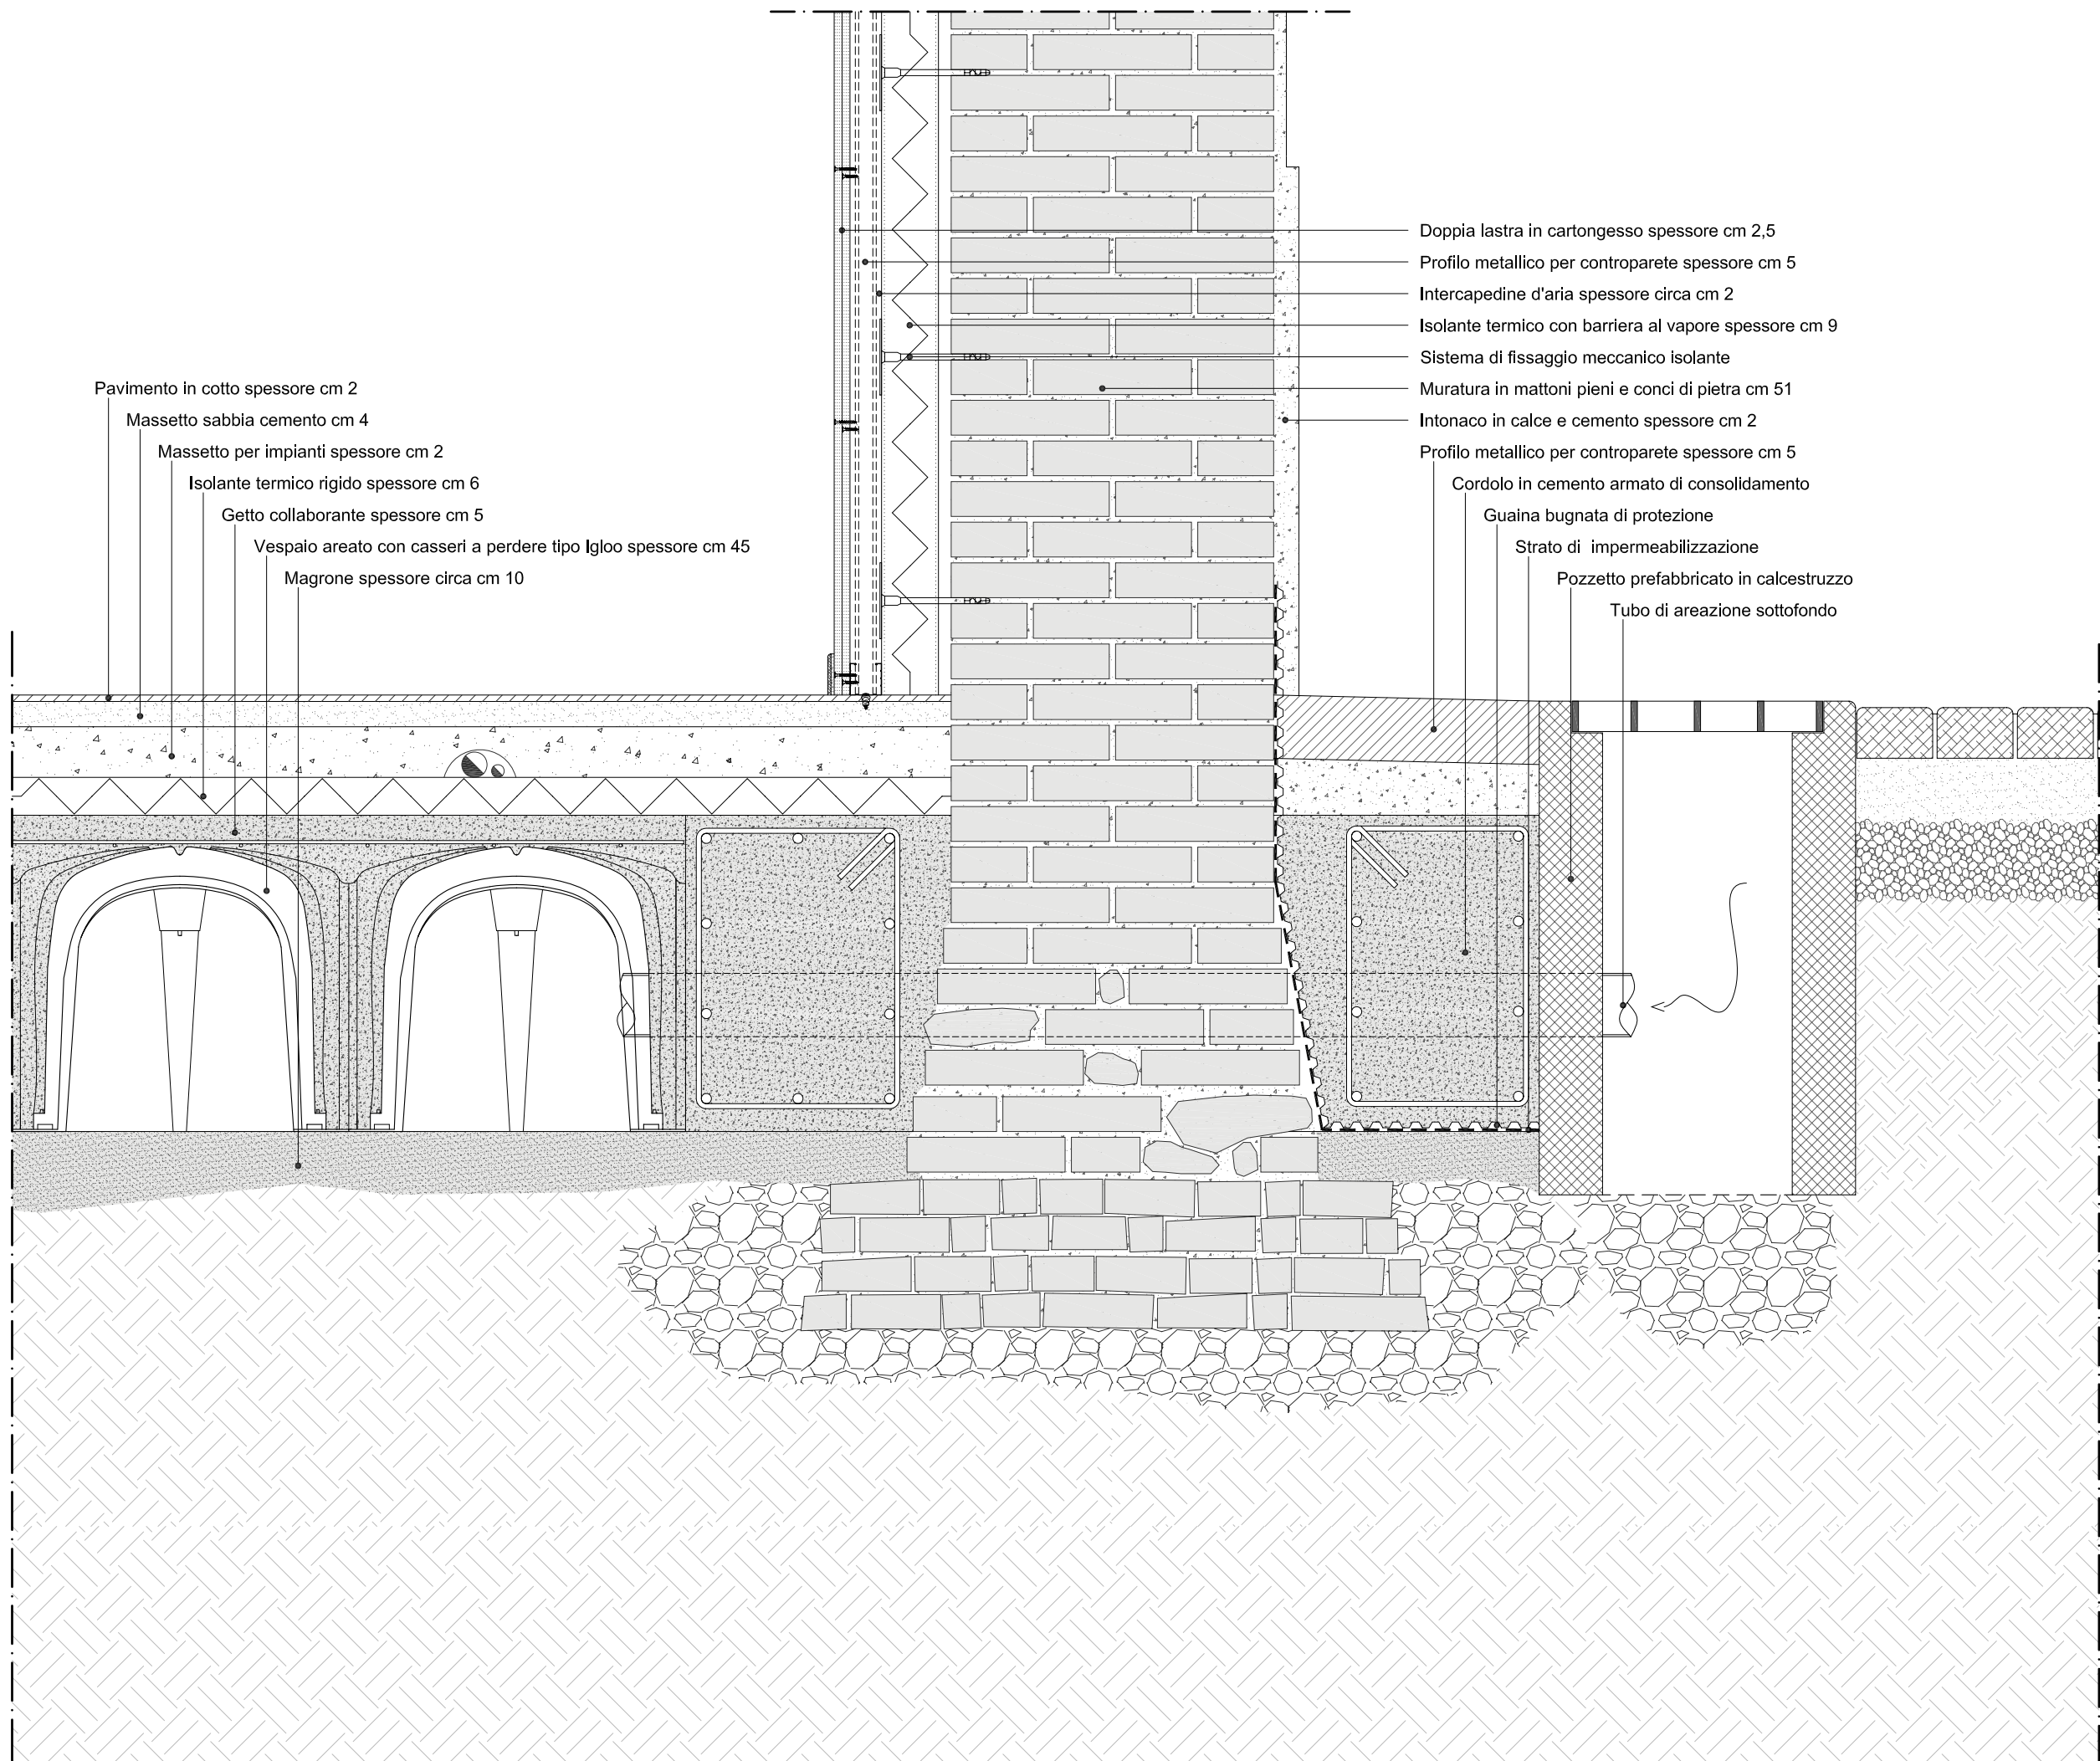 Doppia lastra in cartongesso spessore cm 2,5
Profilo metallico per controparete spessore cm 5
Intercapedine d'aria spessore circa cm 2
Isolante termico con barriera al vapore spessore cm 9
Sistema di fissaggio meccanico isolante
Muratura in mattoni pieni e conci di pietra cm 51
Intonaco in calce e cemento spessore cm 2
Profilo metallico per controparete spessore cm 5
Cordolo in cemento armato di consolidamento
Guaina bugnata di protezione
Strato di  impermeabilizzazione
Pozzetto prefabbricato in calcestruzzo
Tubo di areazione sottofondo
Pavimento in cotto spessore cm 2
Massetto sabbia cemento cm 4
Massetto per impianti spessore cm 2
Isolante termico rigido spessore cm 6
Getto collaborante spessore cm 5
Vespaio areato con casseri a perdere tipo Igloo spessore cm 45
Magrone spessore circa cm 10